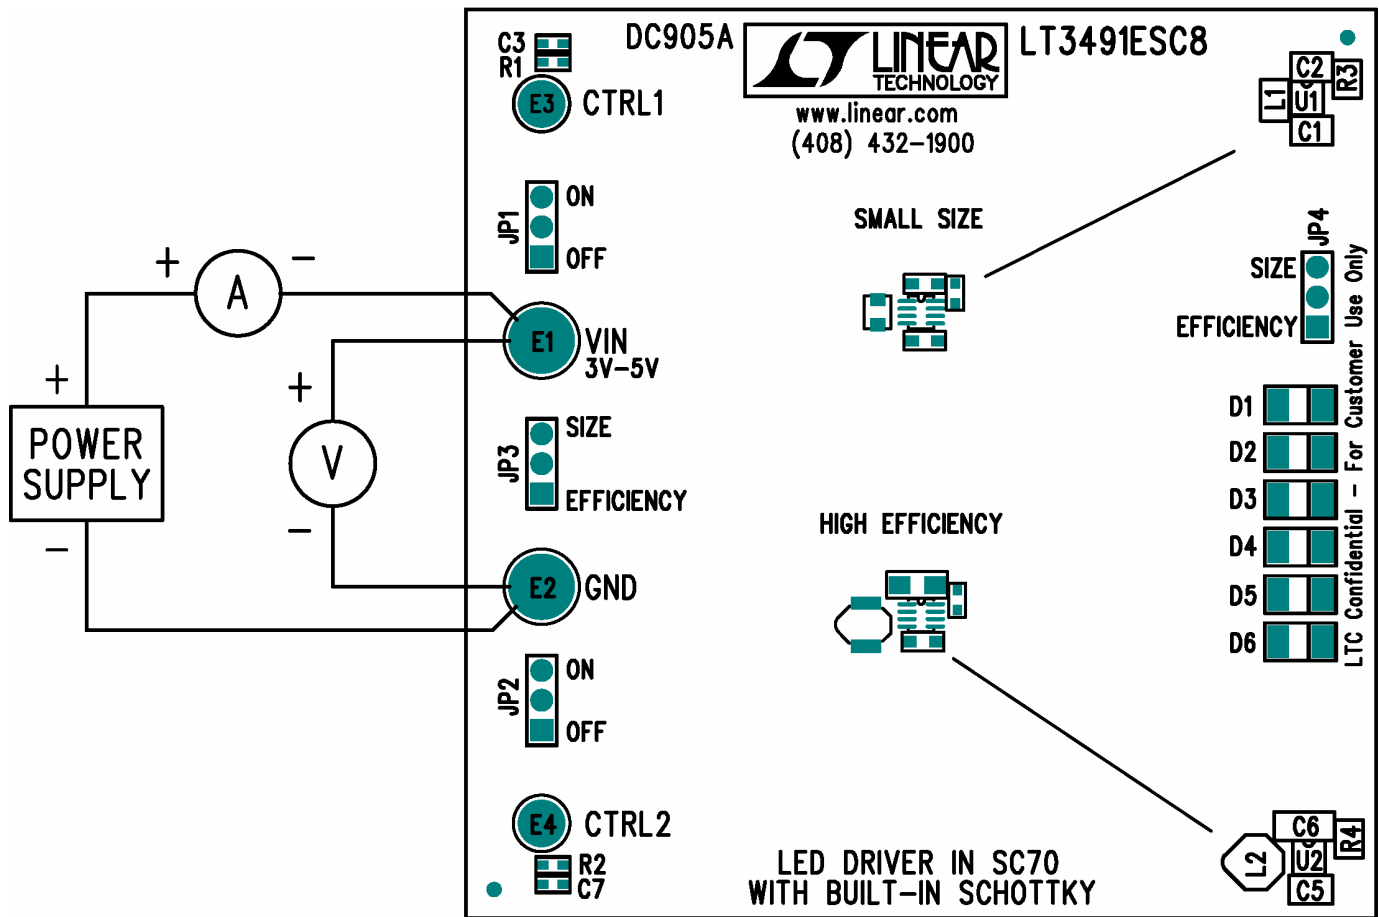 C3
R1
E3 CTRL1
DC905A
LINEAR
TECHNOLOGY
LT3491ESC8
www.linear.com
(408) 432-1900
C2
R3
L1
U1
C1
JP1
ON
OFF
SMALL SIZE
JP4
SIZE
EFFICIENCY
+
A
-
E1 VIN
3V-5V
+
POWER
SUPPLY
-
+
V
-
JP3
SIZE
EFFICIENCY
D1
D2
D3
D4
D5
D6
LTC Confidential - For Customer Use Only
HIGH EFFICIENCY
E2 GND
JP2
ON
OFF
E4 CTRL2
R2
C7
LED DRIVER IN SC70
WITH BUILT-IN SCHOTTKY
C6
R4
L2
U2
C5